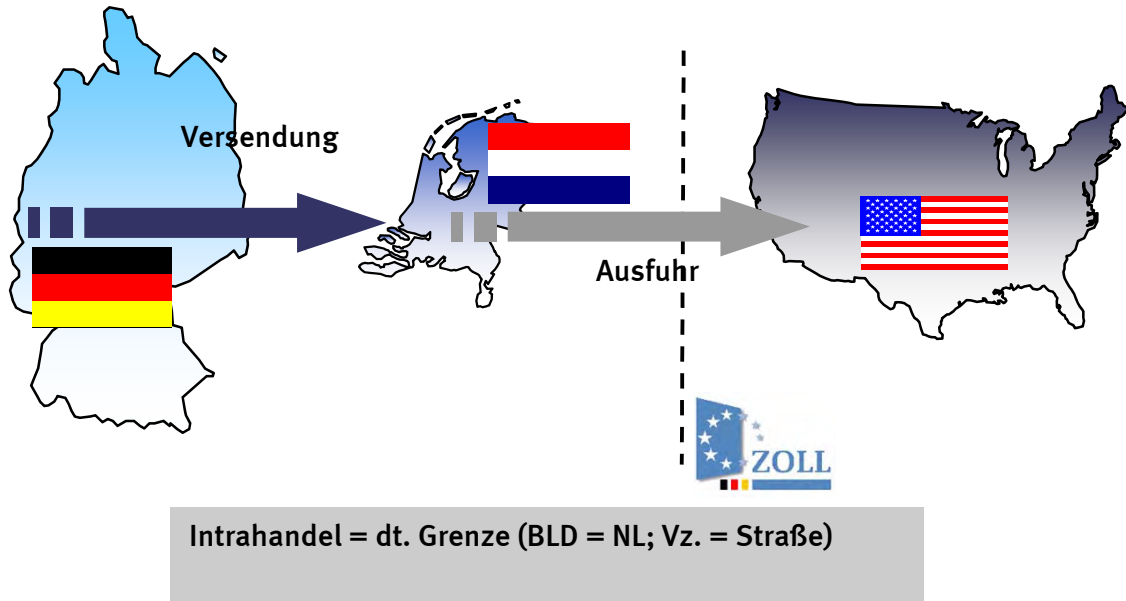 Versendung
Ausfuhr
ZOLL
Intrahandel = dt. Grenze (BLD = NL; Vz. = Straße)